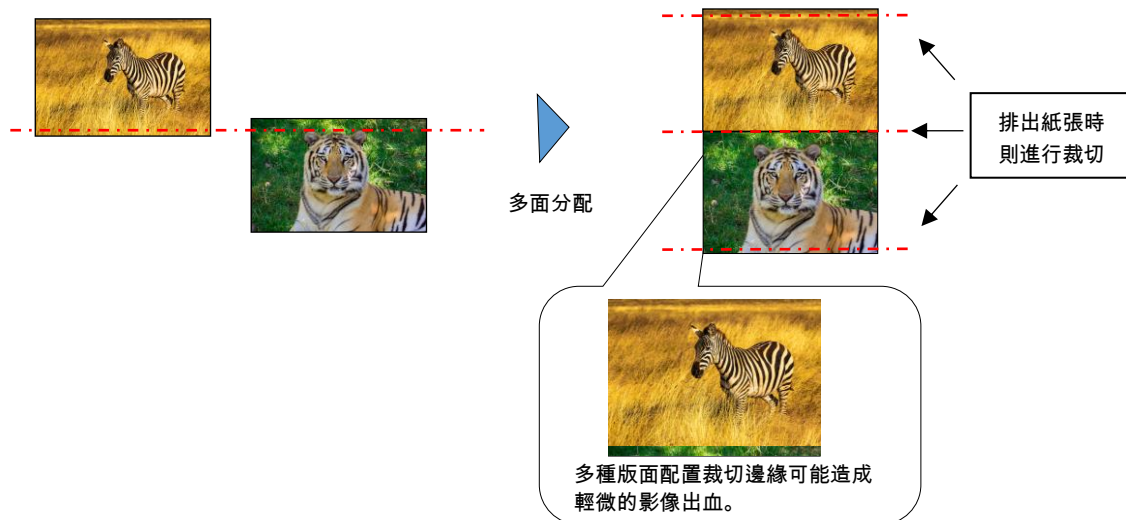 排出紙張時
則進行裁切
多面分配
多種版面配置裁切邊緣可能造成
輕微的影像出血。